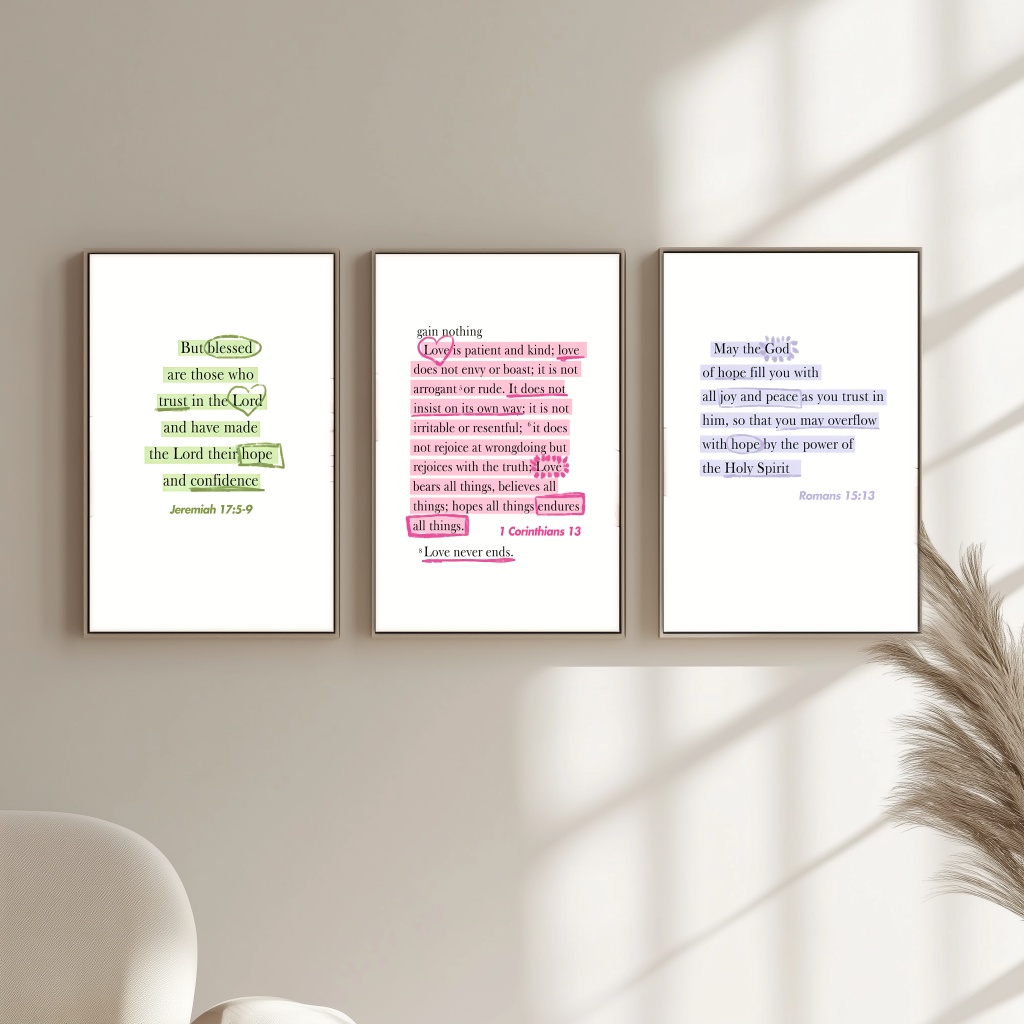 But blessed
are those who
trust in the Lord
and have made
the Lord their hope
and confidence
Jeremiah 17:5-9
gain nothing
Love is patient and kind; love
does not envy or boast; it is not
arrogant ⁵ or rude. It does not
insist on its own way; it is not
irritable or resentful; ⁶ it does
not rejoice at wrongdoing but
rejoices with the truth; Love
bears all things, believes all
things; hopes all things endures
all things.
1 Corinthians 13
⁸ Love never ends.
May the God
of hope fill you with
all joy and peace as you trust in
him, so that you may overflow
with hope by the power of
the Holy Spirit
Romans 15:13